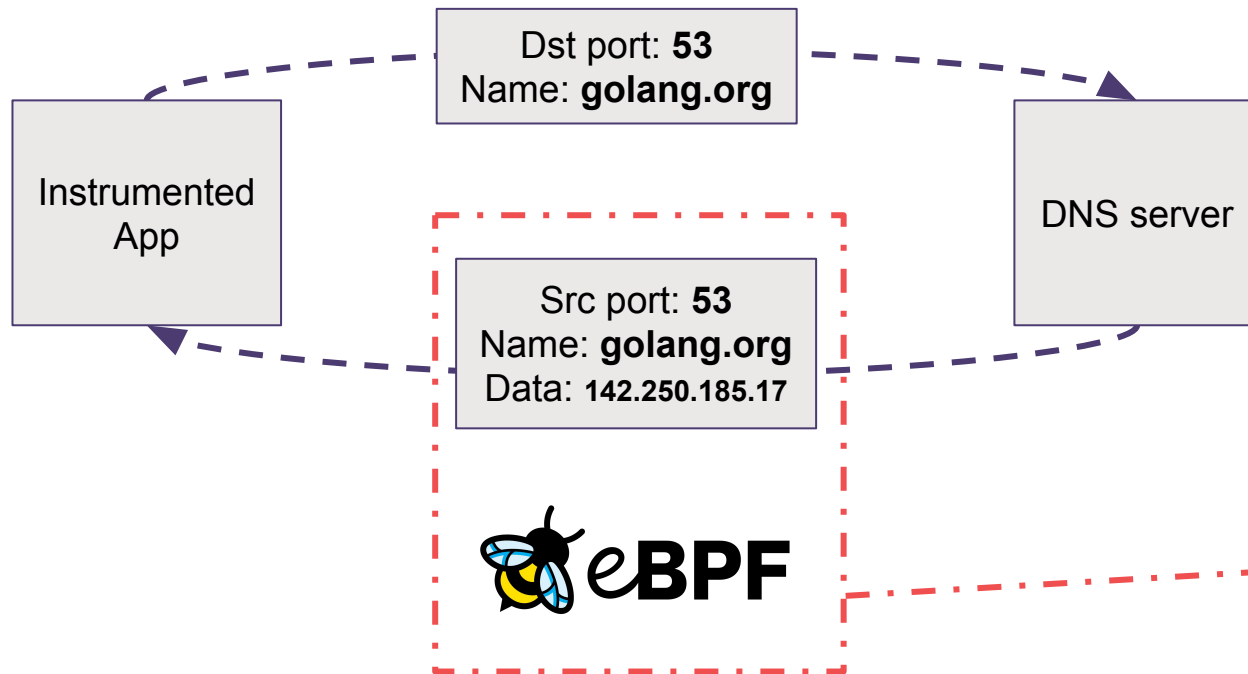 Dst port: 53
Name: golang.org
Instrumented
App
DNS server
Src port: 53
Name: golang.org
Data: 142.250.185.17
eBPF